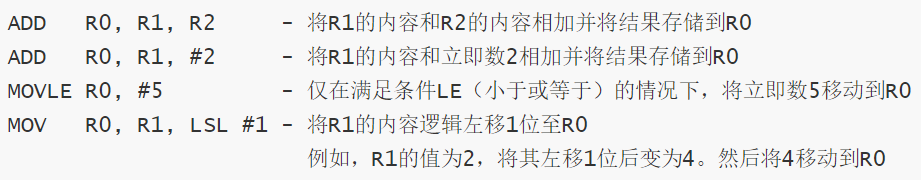 ADD R0, R1, R2 - 将R1的内容和R2的内容相加并将结果存储到R0
ADD R0, R1, #2 - 将R1的内容和立即数2相加并将结果存储到R0
MOVLE R0, #5 - 仅在满足条件LE（小于或等于）的情况下，将立即数5移动到R0
MOV R0, R1, LSL #1 - 将R1的内容逻辑左移1位至R0
例如，R1的值为2，将其左移1位后变为4。然后将4移动到R0